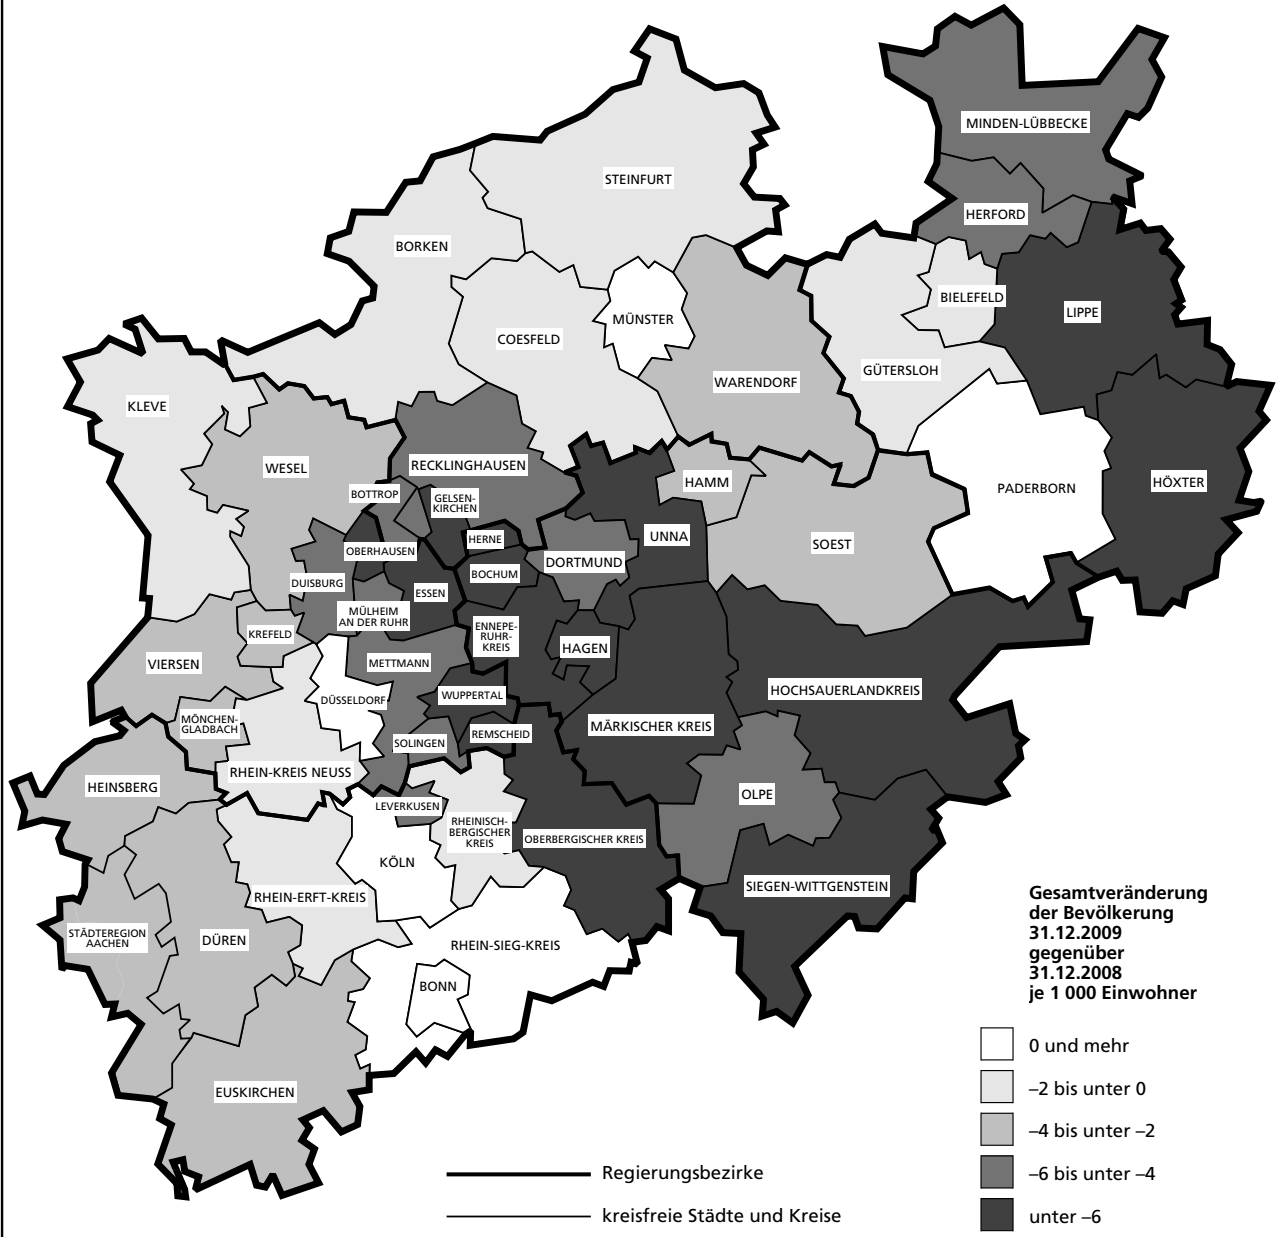 MINDEN-LÜBBECKE
STEINFURT
HERFORD
BORKEN
BIELEFELD
LIPPE
MÜNSTER
COESFELD
GÜTERSLOH
WARENDORF
KLEVE
RECKLINGHAUSEN
WESEL
HAMM
HÖXTER
PADERBORN
BOTTROP
GELSEN-
KIRCHEN
UNNA
HERNE
SOEST
OBERHAUSEN
DORTMUND
BOCHUM
DUISBURG
ESSEN
MÜLHEIM
AN DER RUHR
KREFELD
ENNEPE-
RUHR-
KREIS
HAGEN
VIERSEN
METTMANN
HOCHSAUERLANDKREIS
WUPPERTAL
DÜSSELDORF
MÖNCHEN-
GLADBACH
MÄRKISCHER KREIS
REMSCHEID
SOLINGEN
RHEIN-KREIS NEUSS
HEINSBERG
OLPE
LEVERKUSEN
RHEINISCH-
BERGISCHER
KREIS
OBERBERGISCHER KREIS
KÖLN
SIEGEN-WITTGENSTEIN
RHEIN-ERFT-KREIS
STÄDTEREGION
AACHEN
DÜREN
RHEIN-SIEG-KREIS
BONN
EUSKIRCHEN
Gesamtveränderung
der Bevölkerung
31.12.2009
gegenüber
31.12.2008
je 1 000 Einwohner
0 und mehr
–2 bis unter 0
–4 bis unter –2
–6 bis unter –4
unter –6
Regierungsbezirke
kreisfreie Städte und Kreise